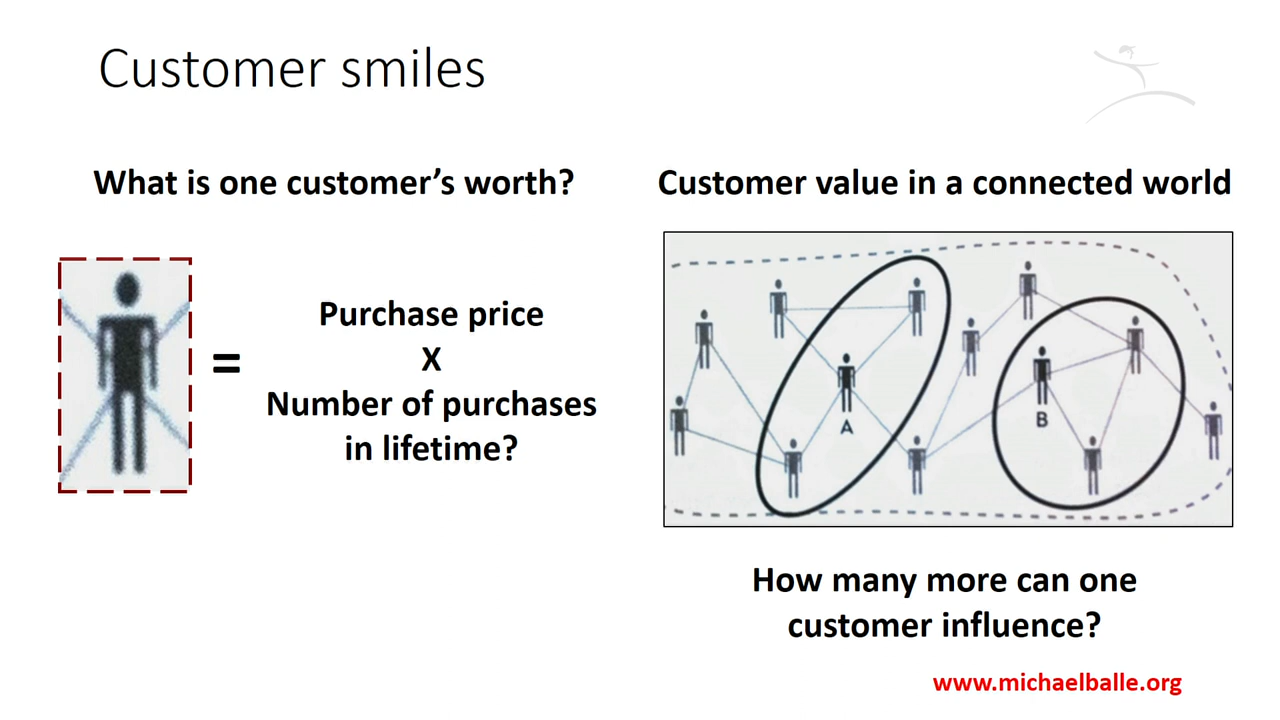 Customer smiles
What is one customer’s worth?
=
Purchase price
X
Number of purchases
in lifetime?
Customer value in a connected world
A
B
How many more can one
customer influence?
www.michaelballe.org